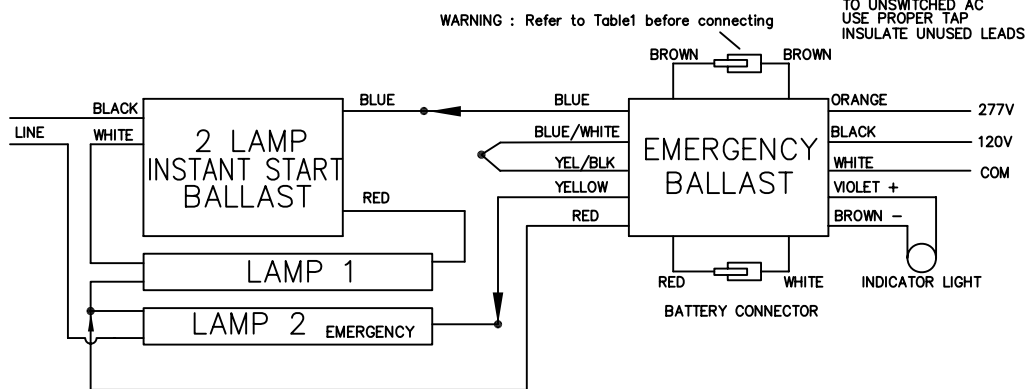 TO UNSWITCHED AC
USE PROPER TAP
INSULATE UNUSED LEADS
WARNING : Refer to Table1 before connecting
BROWN
BROWN
BLACK
LINE
WHITE
2 LAMP
INSTANT START
BALLAST
BLUE
RED
BLUE
BLUE/WHITE
YEL/BLK
YELLOW
RED
EMERGENCY
BALLAST
ORANGE
277V
BLACK
120V
WHITE
COM
VIOLET +
BROWN -
INDICATOR LIGHT
RED
WHITE
BATTERY CONNECTOR
LAMP 1
LAMP 2 EMERGENCY